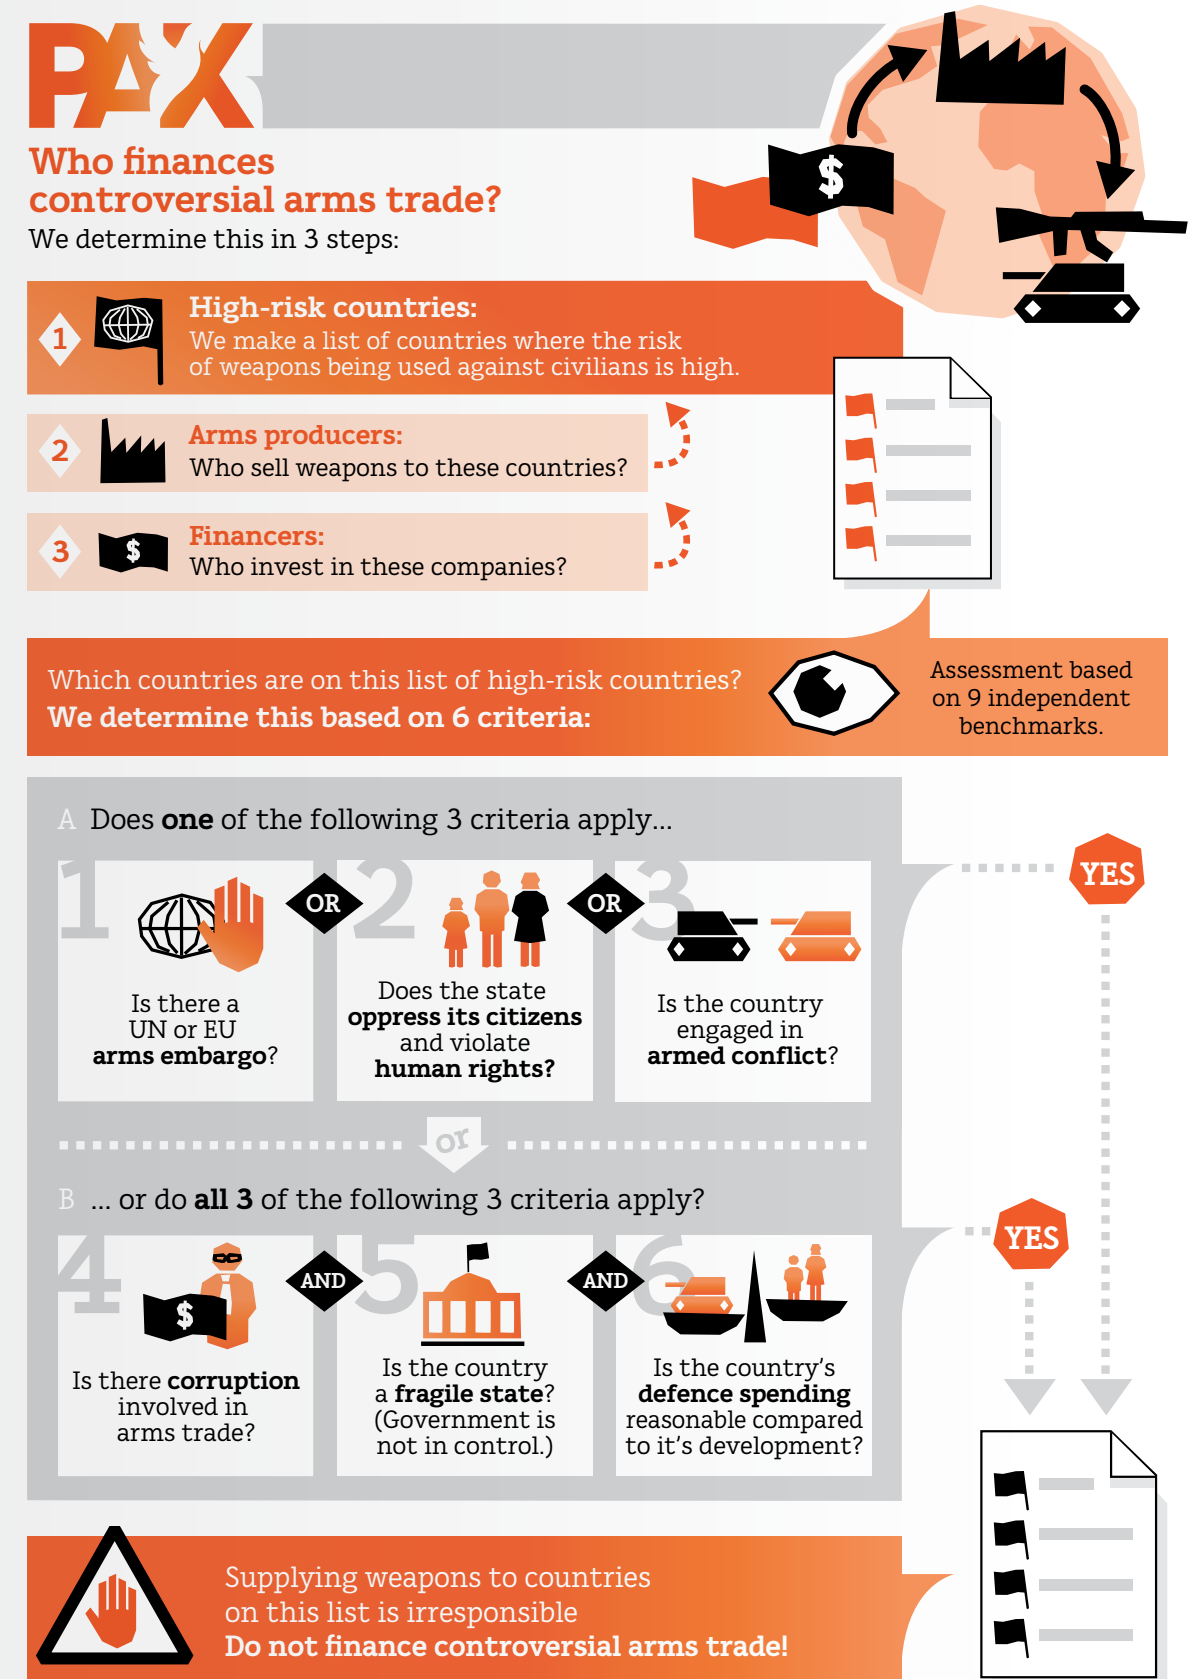 PAX
Who finances
controversial arms trade?
We determine this in 3 steps:
1
High-risk countries:
We make a list of countries where the risk
of weapons being used against civilians is high.
2
Arms producers:
Who sell weapons to these countries?
3
$
Financers:
Who invest in these companies?
$
Which countries are on this list of high-risk countries?
We determine this based on 6 criteria:
Assessment based
on 9 independent
benchmarks.
A Does one of the following 3 criteria apply...
YES
1
OR
2
OR
3
Is there a
UN or EU
arms embargo?
Does the state
oppress its citizens
and violate
human rights?
Is the country
engaged in
armed conflict?
or
B ... or do all 3 of the following 3 criteria apply?
YES
4
$
AND
5
AND
6
Is there corruption
involved in
arms trade?
Is the country
a fragile state?
(Government is
not in control.)
Is the country's
defence spending
reasonable compared
to it's development?
Supplying weapons to countries
on this list is irresponsible
Do not finance controversial arms trade!